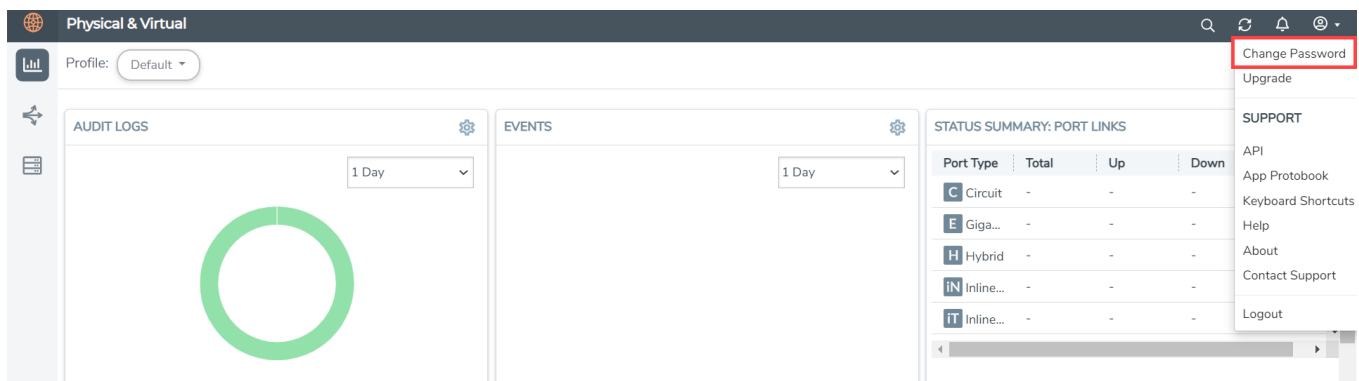 Physical & Virtual
Profile: Default
Change Password
Upgrade
SUPPORT
API
App Protobook
Keyboard Shortcuts
Help
About
Contact Support
Logout
AUDIT LOGS
1 Day
EVENTS
1 Day
STATUS SUMMARY: PORT LINKS
Port Type Total Up Down
C Circuit - - -
E Giga... - - -
H Hybrid - - -
iN Inline... - - -
iT Inline... - - -